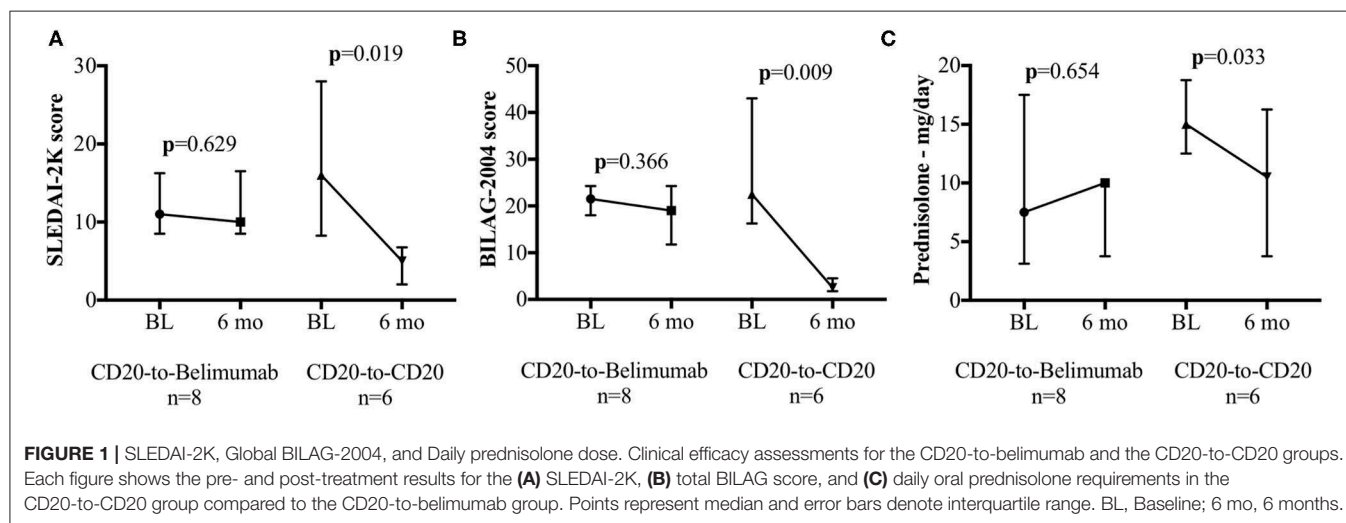 A
30
20
10
0
SLEDAI-2K score
p=0.629
p=0.019
BL
6 mo
BL
6 mo
CD20-to-Belimumab
n=8
CD20-to-CD20
n=6
B
50
40
30
20
10
0
BILAG-2004 score
p=0.366
p=0.009
BL
6 mo
BL
6 mo
CD20-to-Belimumab
n=8
CD20-to-CD20
n=6
C
20
15
10
5
0
Prednisolone - mg/day
p=0.654
p=0.033
BL
6 mo
BL
6 mo
CD20-to-Belimumab
n=8
CD20-to-CD20
n=6
FIGURE 1 | SLEDAI-2K, Global BILAG-2004, and Daily prednisolone dose. Clinical efficacy assessments for the CD20-to-belimumab and the CD20-to-CD20 groups.
Each figure shows the pre- and post-treatment results for the (A) SLEDAI-2K, (B) total BILAG score, and (C) daily oral prednisolone requirements in the
CD20-to-CD20 group compared to the CD20-to-belimumab group. Points represent median and error bars denote interquartile range. BL, Baseline; 6 mo, 6 months.